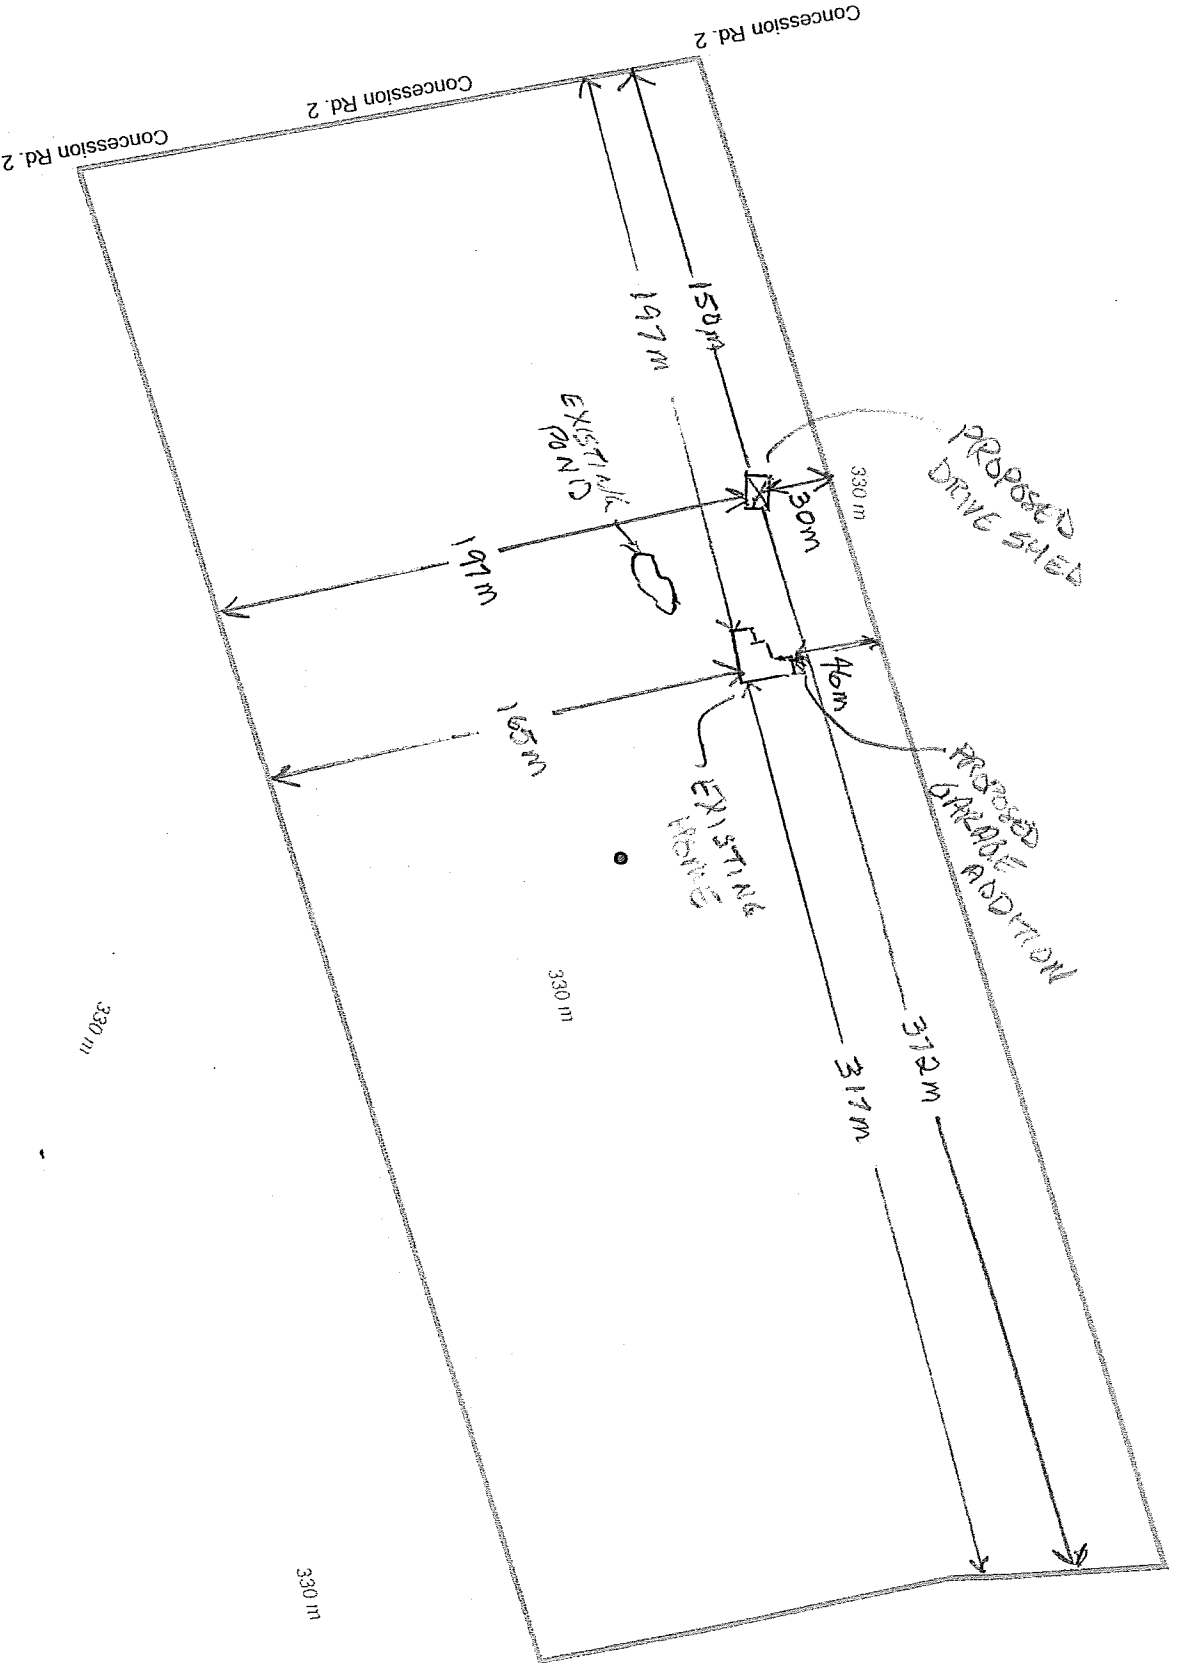 Concession Rd. 2
Concession Rd. 2
Concession Rd. 2
150m
197m
EXISTING
POND
PROPOSED
DRIVE SHED
330 m
30m
197m
46m
165m
EXISTING
HOME
PROPOSED
GARAGE
ADDITION
330 m
372m
317m
330 m
330 m